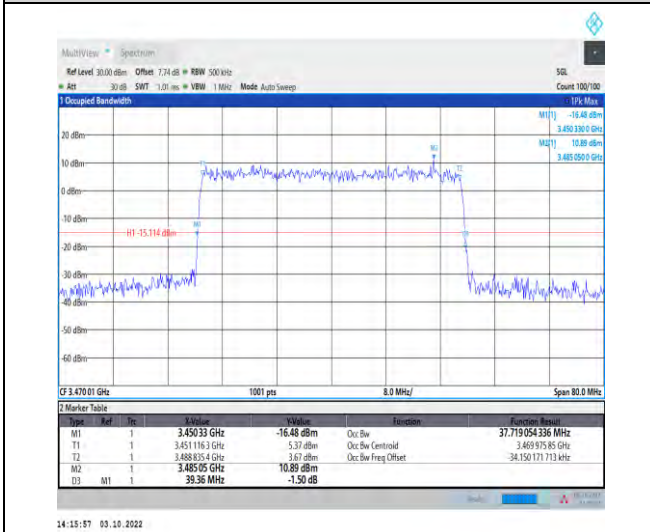 MultiView Spectrum
Ref Level 30.00 dBm Offset 7.74 dB RBW 500 kHz SGL
Att 30 dB SWT 1.01 ms VBW 1 MHz Mode Auto Sweep Count 100/100
1 Occupied Bandwidth 1Pk Max
M1[1] -16.48 dBm
3.450 330 0 GHz
M2[1] 10.89 dBm
3.485 050 0 GHz
20 dBm
M2
10 dBm
T1 T2
0 dBm
-10 dBm
H1 -15.114 dBm
-20 dBm
-30 dBm
-40 dBm
-50 dBm
-60 dBm
CF 3.470 01 GHz 1001 pts 8.0 MHz/ Span 80.0 MHz
2 Marker Table
Type Ref Trc X-Value Y-Value Function Function Result
M1 1 3.450 33 GHz -16.48 dBm Occ Bw 37.719 054 336 MHz
T1 1 3.451 116 3 GHz 5.37 dBm Occ Bw Centroid 3.469 975 85 GHz
T2 1 3.488 835 4 GHz 3.67 dBm Occ Bw Freq Offset -34.150 171 713 kHz
M2 1 3.485 05 GHz 10.89 dBm
D3 M1 1 39.36 MHz -1.50 dB
14:15:57 03.10.2022